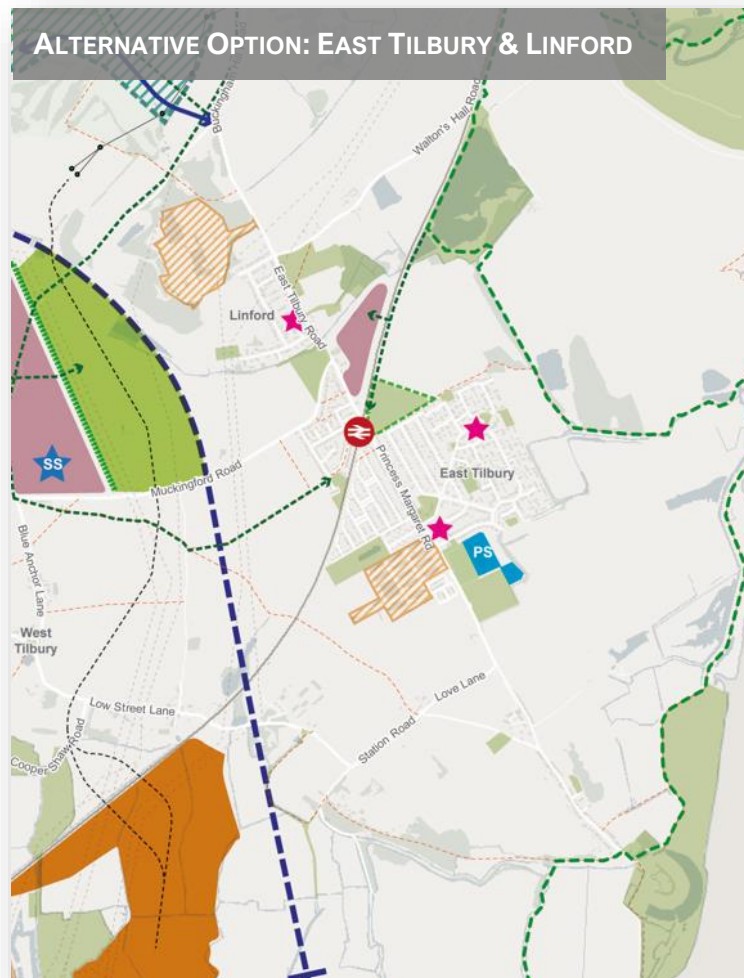 ALTERNATIVE OPTION: EAST TILBURY & LINFORD
Walton's Hall Road
East Tilbury Road
Linford
SS
Muckingford Road
Princess Margaret Rd
East Tilbury
PS
Blue Anchor Lane
West
Tilbury
Low Street Lane
Love Lane
Station Road
Cooper Shaw Road